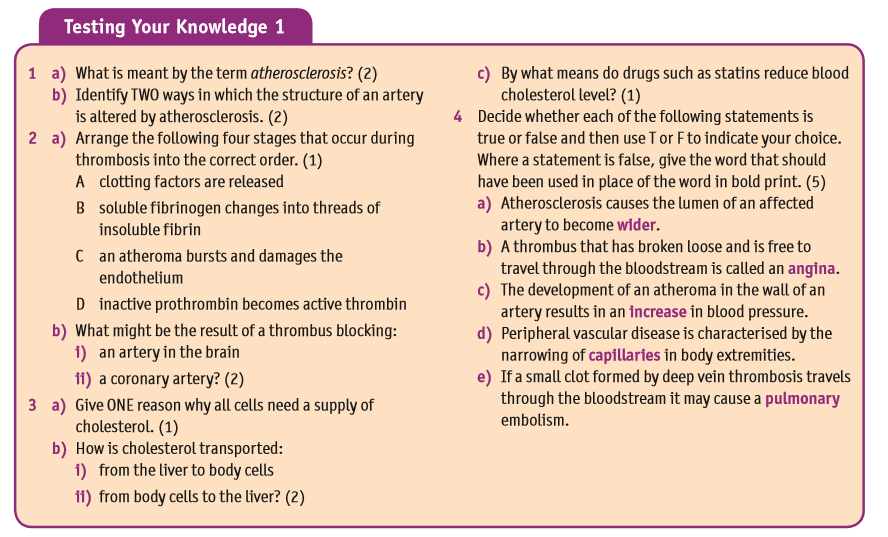 Testing Your Knowledge 1
1 a) What is meant by the term atherosclerosis? (2)
b) Identify TWO ways in which the structure of an artery
is altered by atherosclerosis. (2)
2 a) Arrange the following four stages that occur during
thrombosis into the correct order. (1)
A clotting factors are released
B soluble fibrinogen changes into threads of
insoluble fibrin
C an atheroma bursts and damages the
endothelium
D inactive prothrombin becomes active thrombin
b) What might be the result of a thrombus blocking:
i) an artery in the brain
ii) a coronary artery? (2)
3 a) Give ONE reason why all cells need a supply of
cholesterol. (1)
b) How is cholesterol transported:
i) from the liver to body cells
ii) from body cells to the liver? (2)
c) By what means do drugs such as statins reduce blood
cholesterol level? (1)
4 Decide whether each of the following statements is
true or false and then use T or F to indicate your choice.
Where a statement is false, give the word that should
have been used in place of the word in bold print. (5)
a) Atherosclerosis causes the lumen of an affected
artery to become wider.
b) A thrombus that has broken loose and is free to
travel through the bloodstream is called an angina.
c) The development of an atheroma in the wall of an
artery results in an increase in blood pressure.
d) Peripheral vascular disease is characterised by the
narrowing of capillaries in body extremities.
e) If a small clot formed by deep vein thrombosis travels
through the bloodstream it may cause a pulmonary
embolism.